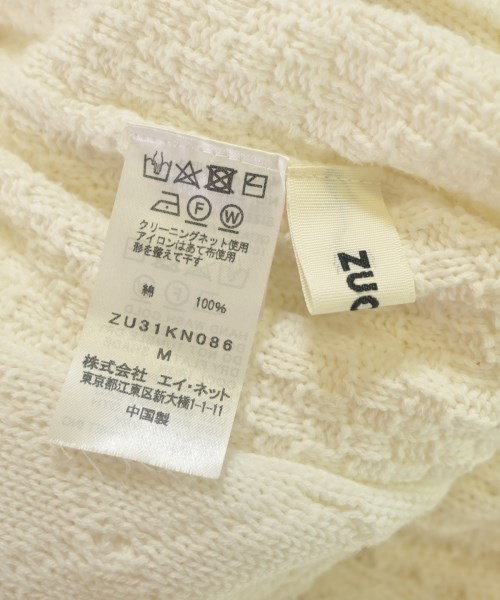 クリーニングネット使用
アイロンはあて布使用
形を整えて干す
綿 100%
ZU31KN086
M
株式会社 エイ・ネット
東京都江東区新大橋1-1-11
中国製